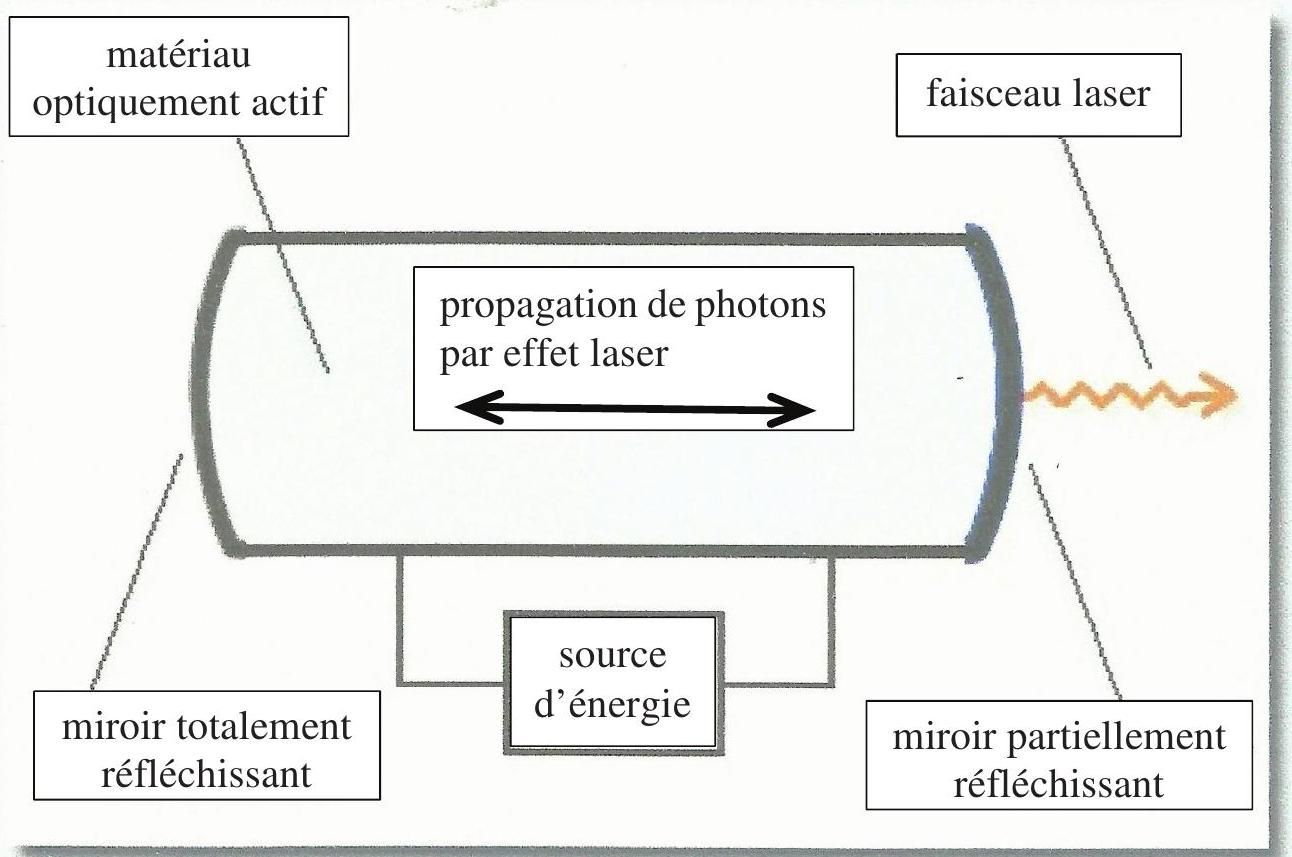 matériau
optiquement actif
faisceau laser
propagation de photons
par effet laser
source
d’énergie
miroir totalement
réfléchissant
miroir partiellement
réfléchissant